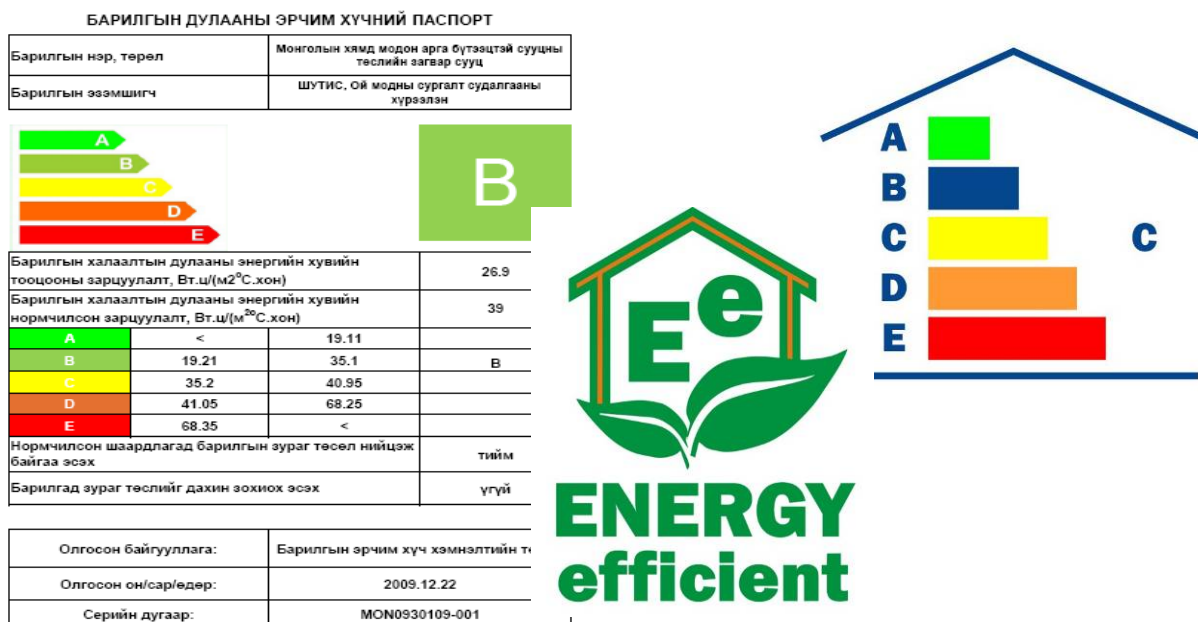 БАРИЛГЫН ДУЛААНЫ ЭРЧИМ ХҮЧНИЙ ПАСПОРТ
Барилгын нэр, төрөл
Монголын хямд модон арга бүтээцтэй сууцны
төслийн загвар сууц
Барилгын эзэмшигч
ШУТИС, Ой модны сургалт судалгааны
хүрээлэн
A
B
C
D
E
B
Барилгын халаалтын дулааны энергийн хувийн
тооцооны зарцуулалт, Вт.ц/(м2°С.хон)
26.9
Барилгын халаалтын дулааны энергийн хувийн
нормчилсон зарцуулалт, Вт.ц/(м²°С.хон)
39
A < 19.11
B 19.21 35.1 B
C 35.2 40.95
D 41.05 68.25
E 68.35 <
Нормчилсон шаардлагад барилгын зураг төсөл нийцэж
байгаа эсэх
тийм
Барилгад зураг төслийг дахин зохиох эсэх
үгүй
Олгосон байгууллага:
Барилгын эрчим хүч хэмнэлтийн
Олгосон он/сар/өдөр:
2009.12.22
Серийн дугаар:
MON0930109-001
Ee
ENERGY
efficient
A
B
C
C
D
E